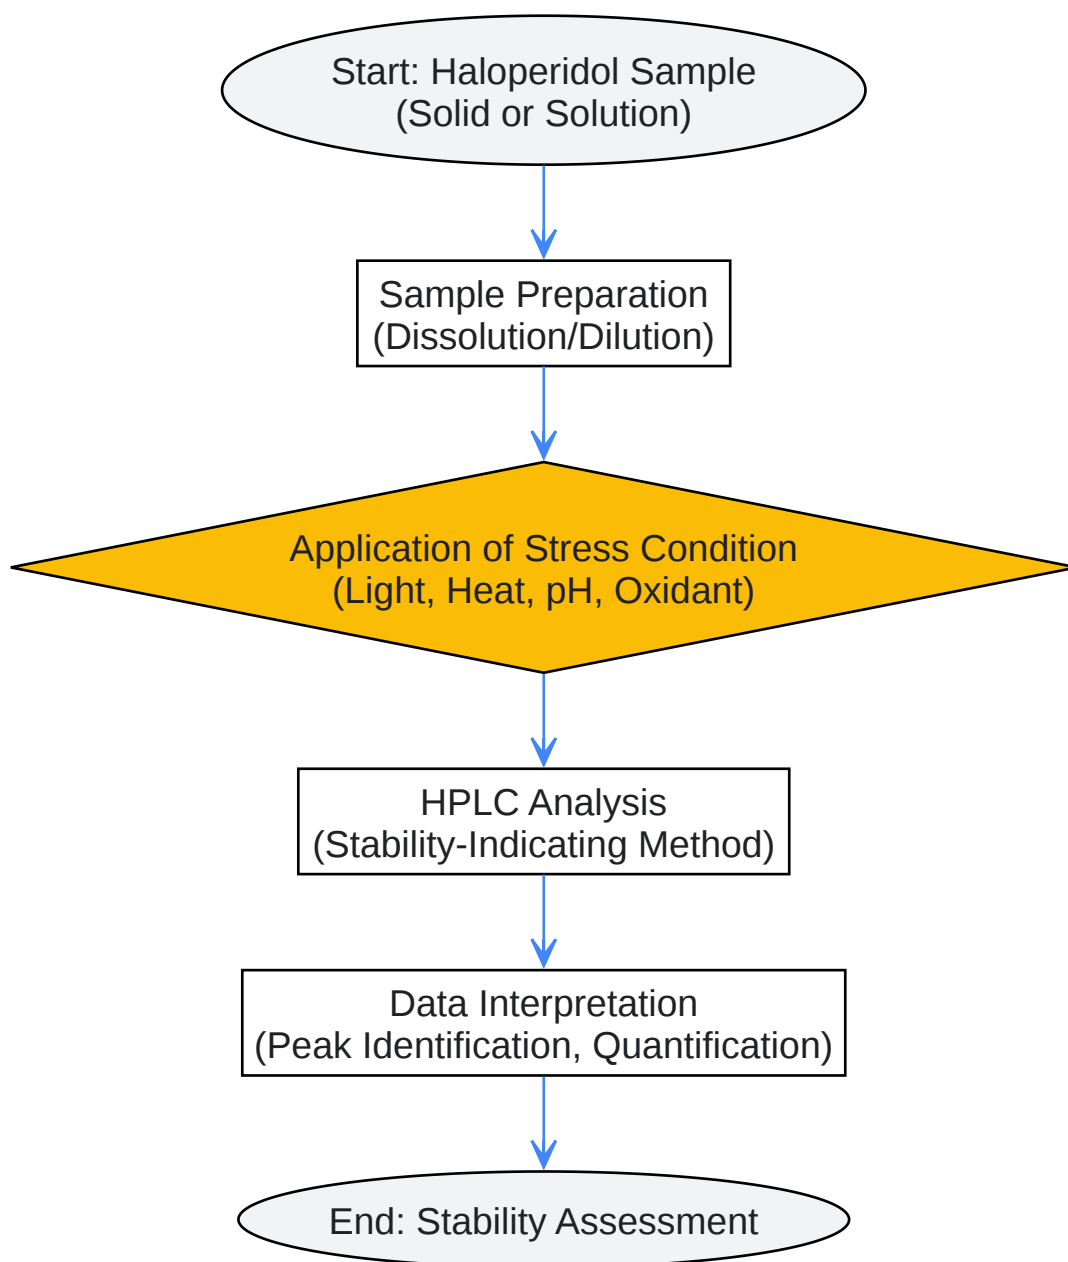 Start: Haloperidol Sample
(Solid or Solution)
Sample Preparation
(Dissolution/Dilution)
Application of Stress Condition
(Light, Heat, pH, Oxidant)
HPLC Analysis
(Stability-Indicating Method)
Data Interpretation
(Peak Identification, Quantification)
End: Stability Assessment